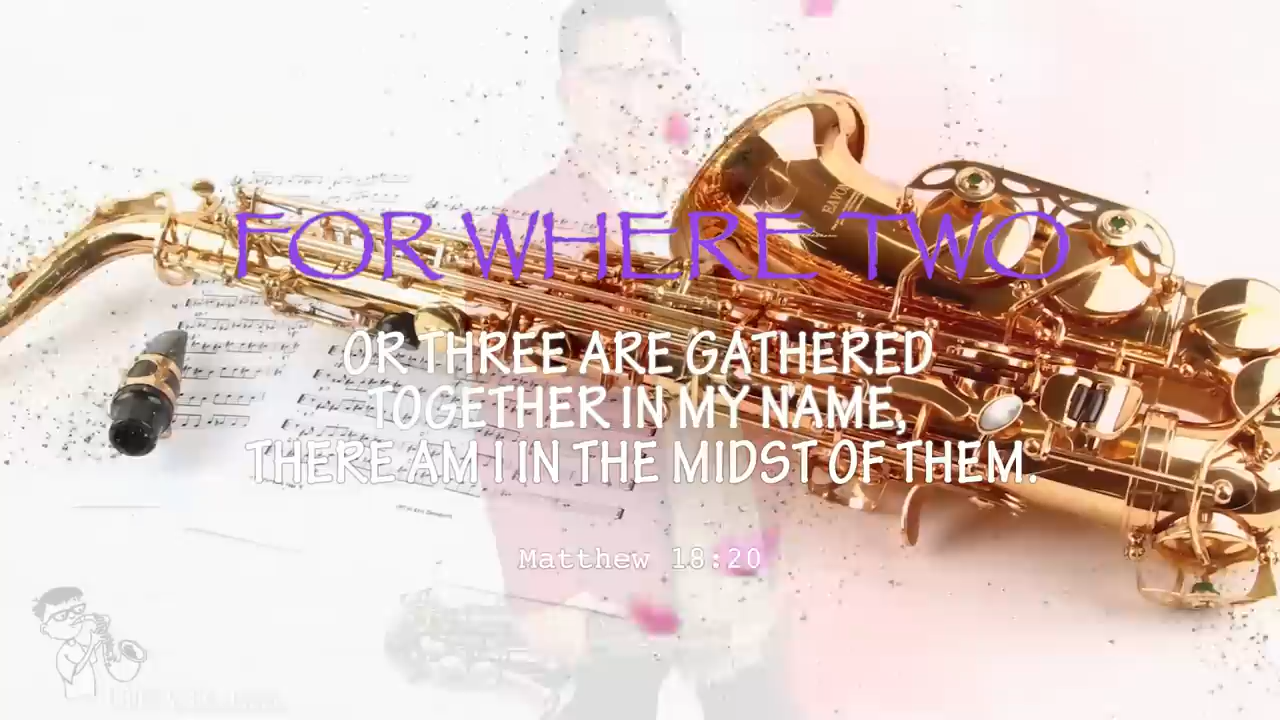 FOR WHERE TWO
OR THREE ARE GATHERED
TOGETHER IN MY NAME,
THERE AM I IN THE MIDST OF THEM.
Matthew 18:20